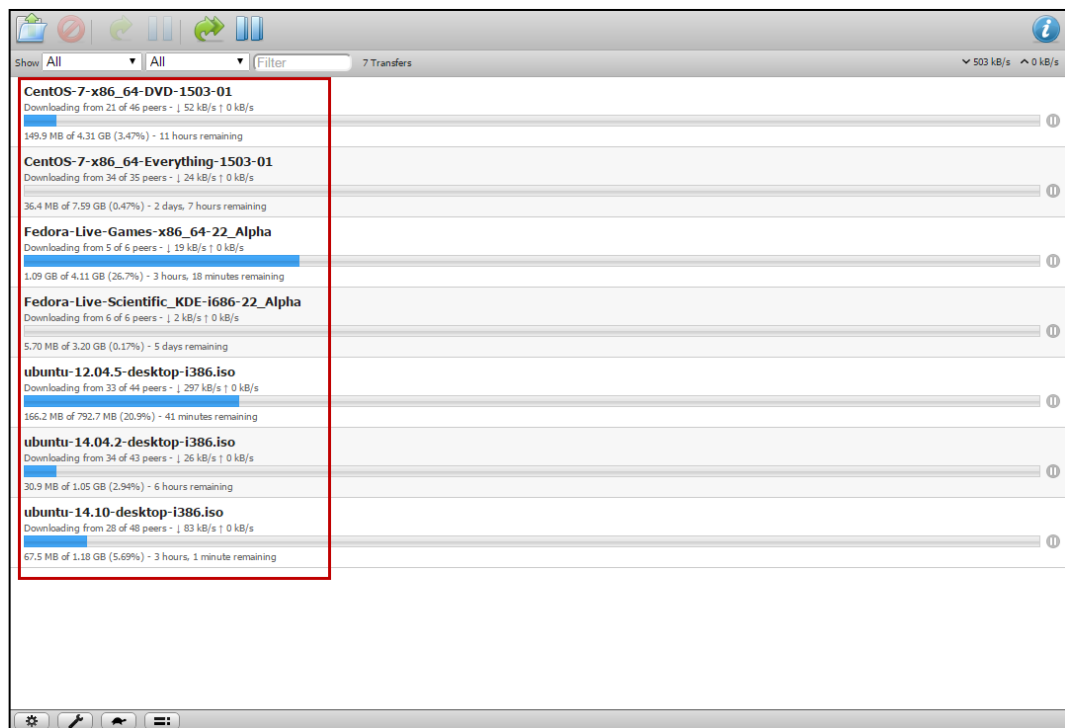 Show All All Filter 7 Transfers 503 kB/s 0 kB/s
CentOS-7-x86_64-DVD-1503-01
Downloading from 21 of 46 peers - ↓ 52 kB/s ↑ 0 kB/s
149.9 MB of 4.31 GB (3.47%) - 11 hours remaining
CentOS-7-x86_64-Everything-1503-01
Downloading from 34 of 35 peers - ↓ 24 kB/s ↑ 0 kB/s
36.4 MB of 7.59 GB (0.47%) - 2 days, 7 hours remaining
Fedora-Live-Games-x86_64-22_Alpha
Downloading from 5 of 6 peers - ↓ 19 kB/s ↑ 0 kB/s
1.09 GB of 4.11 GB (26.7%) - 3 hours, 18 minutes remaining
Fedora-Live-Scientific_KDE-i686-22_Alpha
Downloading from 6 of 6 peers - ↓ 2 kB/s ↑ 0 kB/s
5.70 MB of 3.20 GB (0.17%) - 5 days remaining
ubuntu-12.04.5-desktop-i386.iso
Downloading from 33 of 44 peers - ↓ 297 kB/s ↑ 0 kB/s
166.2 MB of 792.7 MB (20.9%) - 41 minutes remaining
ubuntu-14.04.2-desktop-i386.iso
Downloading from 34 of 43 peers - ↓ 26 kB/s ↑ 0 kB/s
30.9 MB of 1.05 GB (2.94%) - 6 hours remaining
ubuntu-14.10-desktop-i386.iso
Downloading from 28 of 48 peers - ↓ 83 kB/s ↑ 0 kB/s
67.5 MB of 1.18 GB (5.69%) - 3 hours, 1 minute remaining